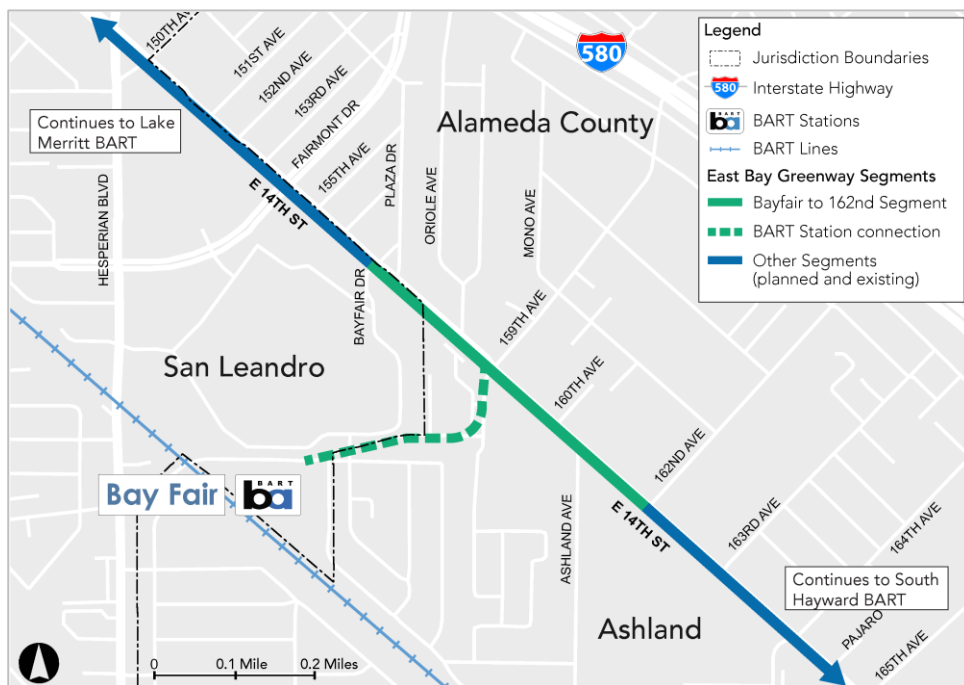 150TH AVE
151ST AVE
152ND AVE
153RD AVE
FAIRMONT DR
155TH AVE
PLAZA DR
ORIOLE AVE
MONO AVE
580
Alameda County
Continues to Lake
Merritt BART
HESPERIAN BLVD
E 14TH ST
BAYFAIR DR
159TH AVE
160TH AVE
San Leandro
162ND AVE
Bay Fair
BART
ba
ASHLAND AVE
E 14TH ST
163RD AVE
164TH AVE
Continues to South
Hayward BART
PAJARO
165TH AVE
Ashland
0
0.1 Mile
0.2 Miles
Legend
Jurisdiction Boundaries
580
Interstate Highway
BART
ba
BART Stations
BART Lines
East Bay Greenway Segments
Bayfair to 162nd Segment
BART Station connection
Other Segments
(planned and existing)